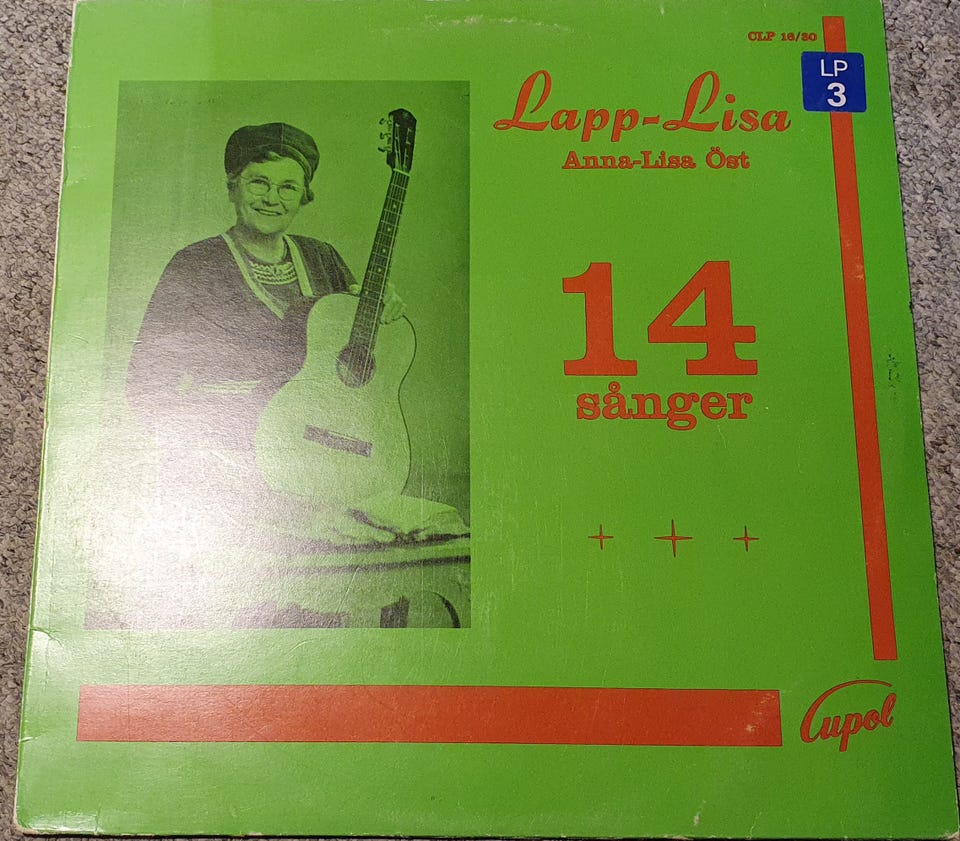 CLP 16/30
LP
3
Lapp-Lisa
Anna-Lisa Öst
14
sånger
Cupol